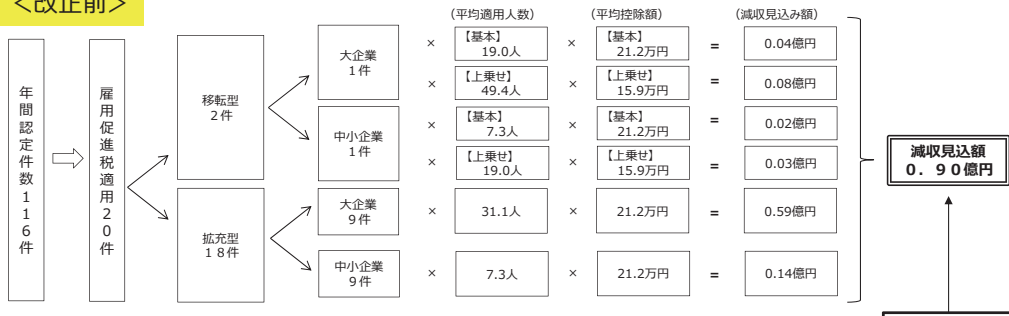 <改正前>
(平均適用人数)
(平均控除額)
(減収見込み額)
年間認定件数116件
雇用促進税適用20件
移転型
2件
大企業
1件
×
【基本】
19.0人
×
【基本】
21.2万円
=
0.04億円
×
【上乗せ】
49.4人
×
【上乗せ】
15.9万円
=
0.08億円
中小企業
1件
×
【基本】
7.3人
×
【基本】
21.2万円
=
0.02億円
×
【上乗せ】
19.0人
×
【上乗せ】
15.9万円
=
0.03億円
拡充型
18件
大企業
9件
×
31.1人
×
21.2万円
=
0.59億円
中小企業
9件
×
7.3人
×
21.2万円
=
0.14億円
減収見込額
0.90億円